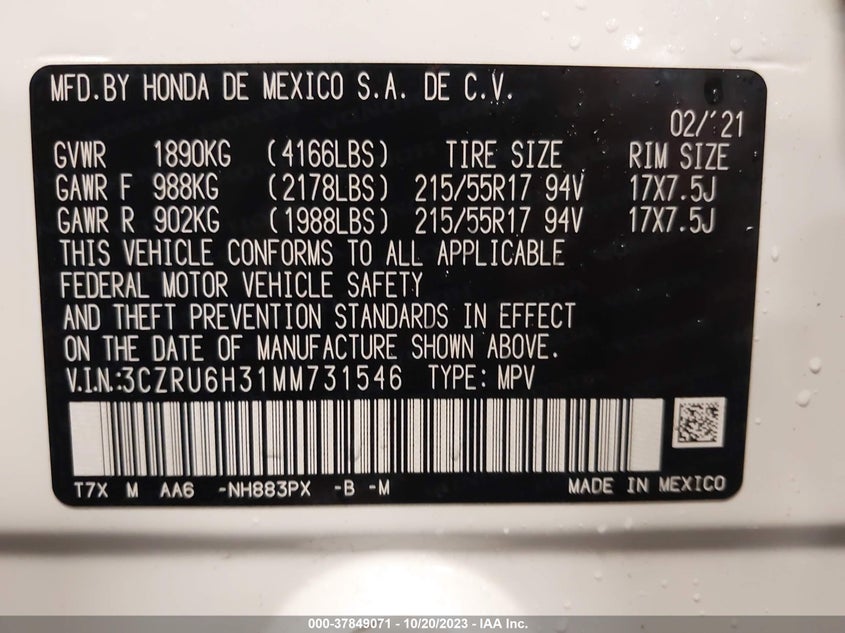 MFD.BY HONDA DE MEXICO S.A. DE C.V.
02/'21
GVWR 1890KG (4166LBS) TIRE SIZE RIM SIZE
GAWR F 988KG (2178LBS) 215/55R17 94V 17X7.5J
GAWR R 902KG (1988LBS) 215/55R17 94V 17X7.5J
THIS VEHICLE CONFORMS TO ALL APPLICABLE
FEDERAL MOTOR VEHICLE SAFETY
AND THEFT PREVENTION STANDARDS IN EFFECT
ON THE DATE OF MANUFACTURE SHOWN ABOVE.
V.I.N.:3CZRU6H31MM731546 TYPE: MPV
T7X M AA6 -NH883PX -B -M MADE IN MEXICO
000-37849071 - 10/20/2023 - IAA Inc.